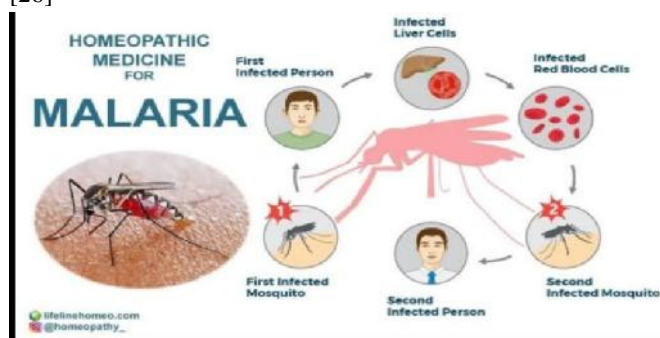 [20]
HOMEOPATHIC
MEDICINE
FOR
MALARIA
First
Infected Person
Infected
Liver Cells
Infected
Red Blood Cells
1
First Infected
Mosquito
2
Second
Infected Mosquito
Second
Infected Person
lifelinehomeo.com
@homeopathy_